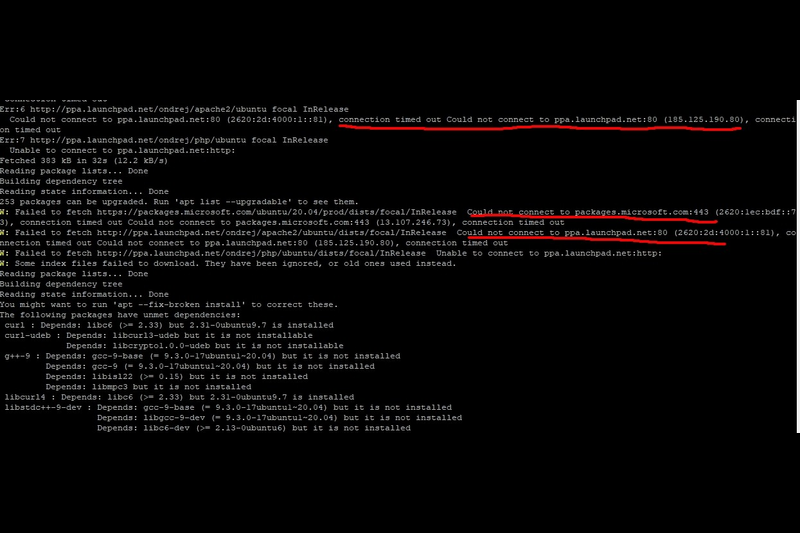 Connection timed out
Err:6 http://ppa.launchpad.net/ondrej/apache2/ubuntu focal InRelease
Could not connect to ppa.launchpad.net:80 (2620:2d:4000:1::81), connection timed out Could not connect to ppa.launchpad.net:80 (185.125.190.80), connecti
on timed out
Err:7 http://ppa.launchpad.net/ondrej/php/ubuntu focal InRelease
Unable to connect to ppa.launchpad.net:http:
Fetched 383 kB in 32s (12.2 kB/s)
Reading package lists... Done
Building dependency tree
Reading state information... Done
253 packages can be upgraded. Run 'apt list --upgradable' to see them.
W: Failed to fetch https://packages.microsoft.com/ubuntu/20.04/prod/dists/focal/InRelease  Could not connect to packages.microsoft.com:443 (2620:1ec:bdf::7
3), connection timed out Could not connect to packages.microsoft.com:443 (13.107.246.73), connection timed out
W: Failed to fetch http://ppa.launchpad.net/ondrej/apache2/ubuntu/dists/focal/InRelease  Could not connect to ppa.launchpad.net:80 (2620:2d:4000:1::81), co
nnection timed out Could not connect to ppa.launchpad.net:80 (185.125.190.80), connection timed out
W: Failed to fetch http://ppa.launchpad.net/ondrej/php/ubuntu/dists/focal/InRelease  Unable to connect to ppa.launchpad.net:http:
W: Some index files failed to download. They have been ignored, or old ones used instead.
Reading package lists... Done
Building dependency tree
Reading state information... Done
You might want to run 'apt --fix-broken install' to correct these.
The following packages have unmet dependencies:
curl : Depends: libc6 (>= 2.33) but 2.31-0ubuntu9.7 is installed
curl-udeb : Depends: libcurl3-udeb but it is not installable
Depends: libcrypto1.0.0-udeb but it is not installable
g++-9 : Depends: gcc-9-base (= 9.3.0-17ubuntu1~20.04) but it is not installed
Depends: gcc-9 (= 9.3.0-17ubuntu1~20.04) but it is not installed
Depends: libisl22 (>= 0.15) but it is not installed
Depends: libmpc3 but it is not installed
libcurl4 : Depends: libc6 (>= 2.33) but 2.31-0ubuntu9.7 is installed
libstdc++-9-dev : Depends: gcc-9-base (= 9.3.0-17ubuntu1~20.04) but it is not installed
Depends: libgcc-9-dev (= 9.3.0-17ubuntu1~20.04) but it is not installed
Depends: libc6-dev (>= 2.13-0ubuntu6) but it is not installed